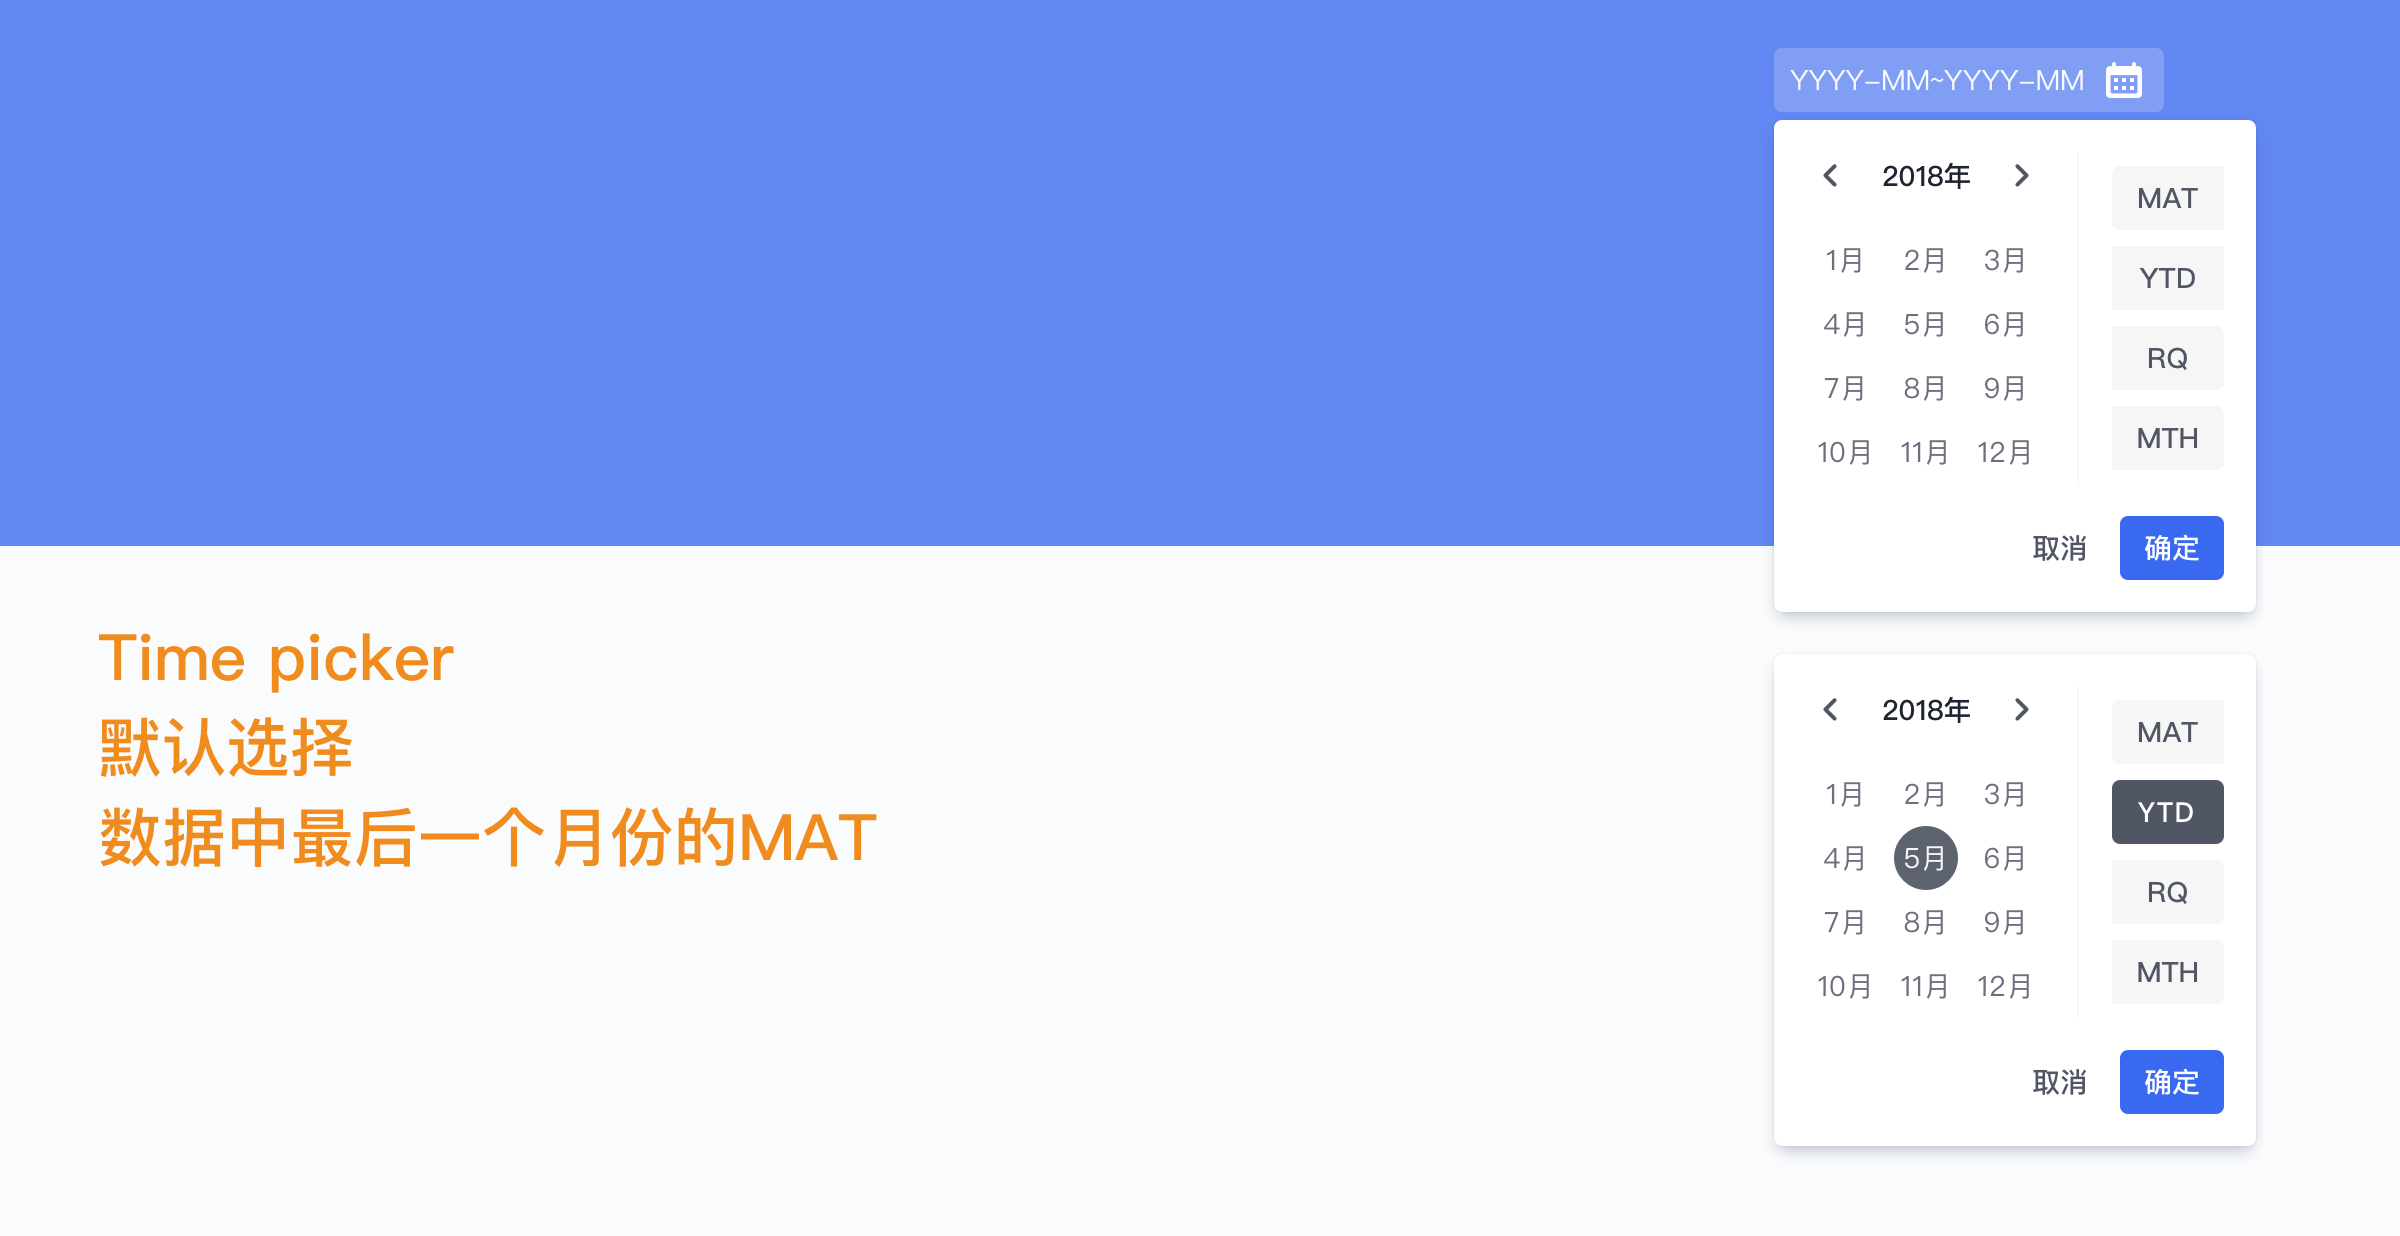 YYYY-MM~YYYY-MM
2018年
1月 2月 3月
4月 5月 6月
7月 8月 9月
10月 11月 12月
MAT
YTD
RQ
MTH
取消 确定
Time picker
默认选择
数据中最后一个月份的MAT
2018年
1月 2月 3月
4月 5月 6月
7月 8月 9月
10月 11月 12月
MAT
YTD
RQ
MTH
取消 确定